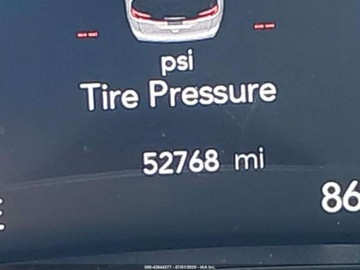 psi
Tire Pressure
52768 mi
86